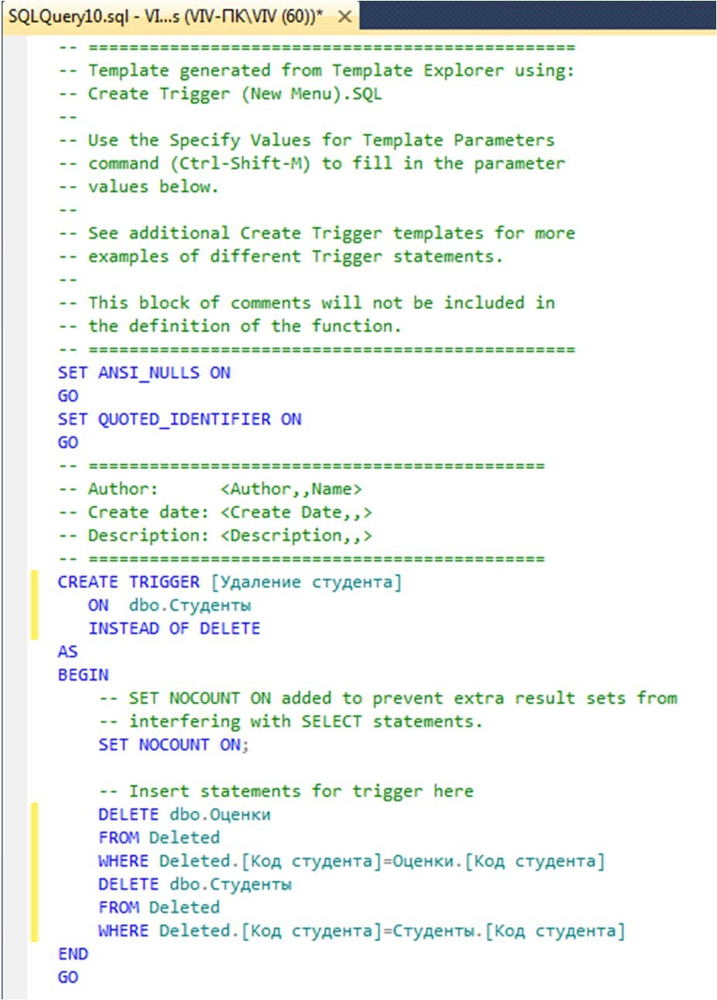 SQLQuery10.sql - VI...s (VIV-ПК\VIV (60))* ×
-- ================================================
-- Template generated from Template Explorer using:
-- Create Trigger (New Menu).SQL
--
-- Use the Specify Values for Template Parameters
-- command (Ctrl-Shift-M) to fill in the parameter
-- values below.
--
-- See additional Create Trigger templates for more
-- examples of different Trigger statements.
--
-- This block of comments will not be included in
-- the definition of the function.
-- ================================================
SET ANSI_NULLS ON
GO
SET QUOTED_IDENTIFIER ON
GO
-- =============================================
-- Author:      <Author,,Name>
-- Create date: <Create Date,,>
-- Description: <Description,,>
-- =============================================
CREATE TRIGGER [Удаление студента]
   ON  dbo.Студенты
   INSTEAD OF DELETE
AS
BEGIN
    -- SET NOCOUNT ON added to prevent extra result sets from
    -- interfering with SELECT statements.
    SET NOCOUNT ON;

    -- Insert statements for trigger here
    DELETE dbo.Оценки
    FROM Deleted
    WHERE Deleted.[Код студента]=Оценки.[Код студента]
    DELETE dbo.Студенты
    FROM Deleted
    WHERE Deleted.[Код студента]=Студенты.[Код студента]
END
GO